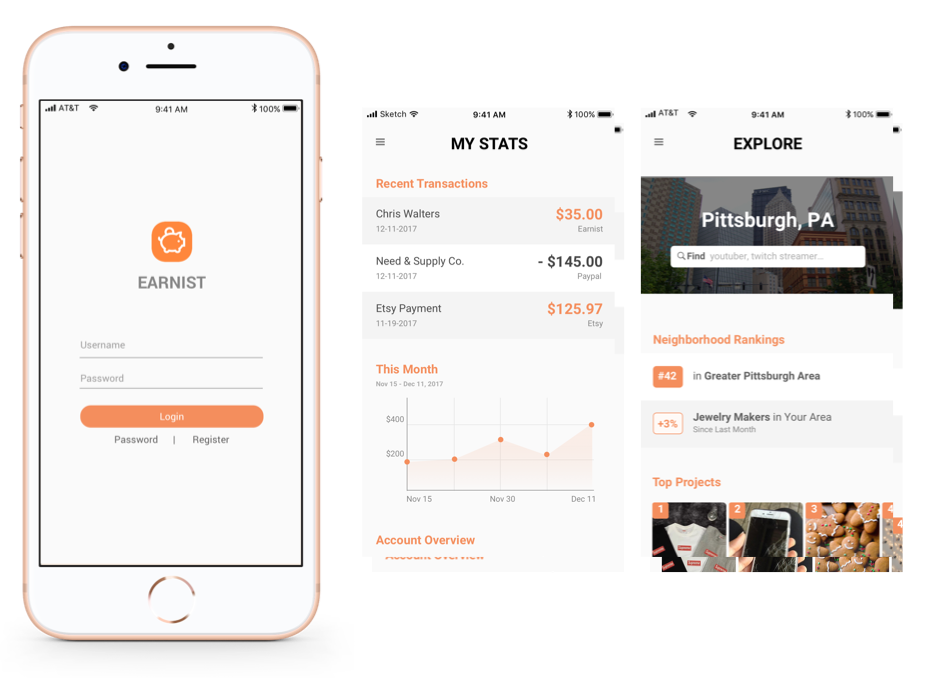 AT&T 9:41 AM 100%
EARNIST
Username
Password
Login
Password | Register
Sketch 9:41 AM 100%
MY STATS
Recent Transactions
Chris Walters $35.00
12-11-2017 Earnist
Need & Supply Co. - $145.00
12-11-2017 Paypal
Etsy Payment $125.97
11-19-2017 Etsy
This Month
Nov 15 - Dec 11, 2017
$400
$200
Nov 15 Nov 30 Dec 11
Account Overview
Account Overview
AT&T 9:41 AM 100%
EXPLORE
Pittsburgh, PA
Find youtuber, twitch streamer...
Neighborhood Rankings
#42 in Greater Pittsburgh Area
+3% Jewelry Makers in Your Area
Since Last Month
Top Projects
1 2 3 4
4